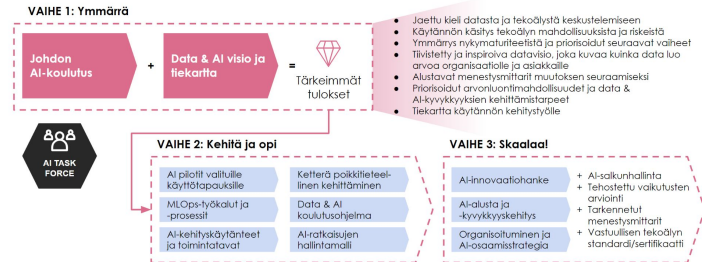 VAIHE 1: Ymmärrä
Johdon
AI-koulutus
+
Data & AI visio ja
tiekartta
=
Tärkeimmät
tulokset
● Jaettu kieli datasta ja tekoälystä keskustelemiseen
● Käytännön käsitys tekoälyn mahdollisuuksista ja riskeistä
● Ymmärrys nykymaturiteetista ja priorisoidut seuraavat vaiheet
● Tiivistetty ja inspiroiva datavisio, joka kuvaa kuinka data luo
arvoa organisaatiolle ja asiakkaille
● Alustavat menestysmittarit muutoksen seuraamiseksi
● Priorisoidut arvonluontimahdollisuudet ja data &
AI-kyvykkyyksien kehittämistarpeet
● Tiekartta käytännön kehitystyölle
AI TASK
FORCE
VAIHE 2: Kehitä ja opi
AI pilotit valituille
käyttötapauksille
Ketterä poikkitieteel-
linen kehittäminen
MLOps-työkalut ja
-prosessit
Data & AI
koulutusohjelma
AI-kehityskäytänteet
ja toimintatavat
AI-ratkaisujen
hallintamalli
VAIHE 3: Skaalaa!
AI-innovaatiohanke
AI-alusta ja
-kyvykkyyskehitys
Organisoituminen ja
AI-osaamisstrategia
+ AI-salkunhallinta
+ Tehostettu vaikutusten
arviointi
+ Tarkennetut
menestysmittarit
+ Vastuullisen tekoälyn
standardi/sertifikaatti